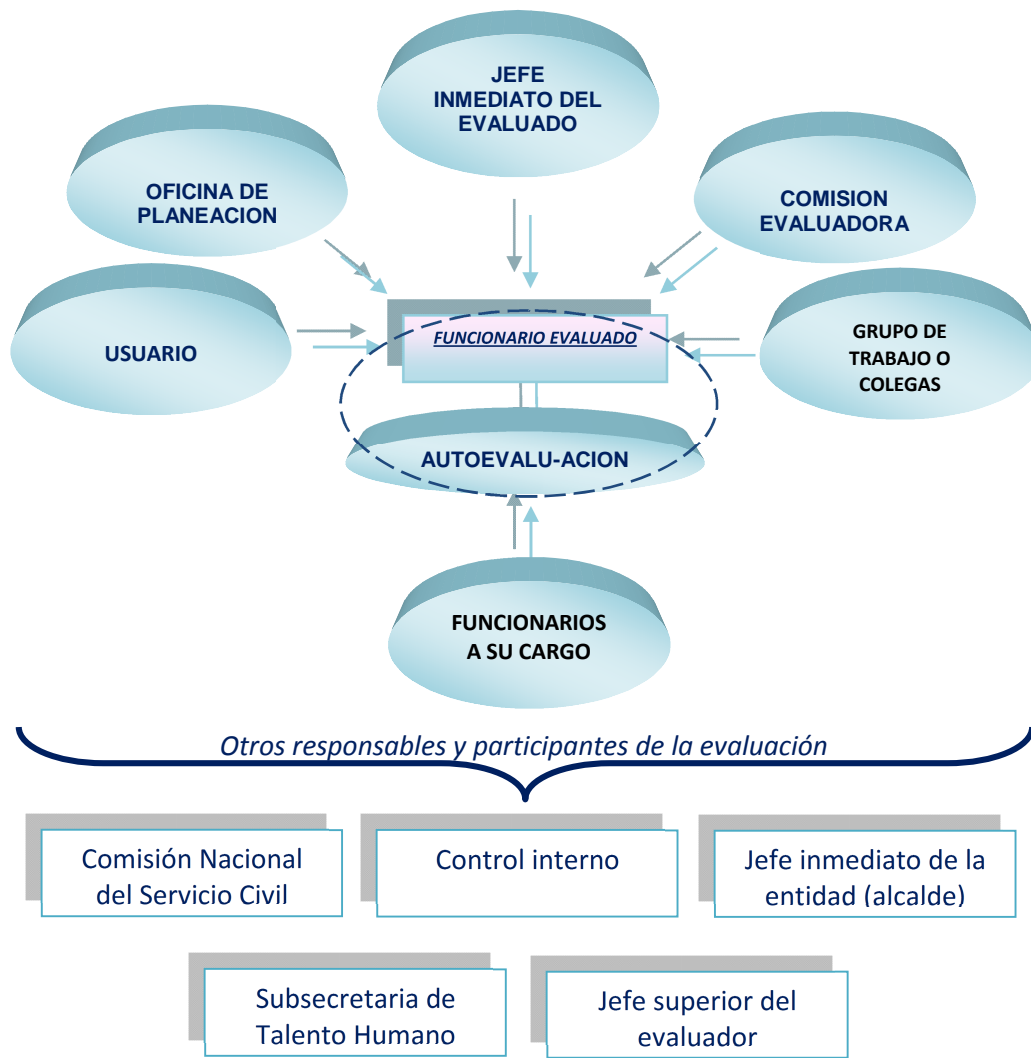 JEFE
INMEDIATO DEL
EVALUADO
OFICINA DE
PLANEACION
COMISION
EVALUADORA
USUARIO
FUNCIONARIO EVALUADO
GRUPO DE
TRABAJO O
COLEGAS
AUTOEVALU-ACION
FUNCIONARIOS
A SU CARGO
Otros responsables y participantes de la evaluación
Comisión Nacional
del Servicio Civil
Control interno
Jefe inmediato de la
entidad (alcalde)
Subsecretaria de
Talento Humano
Jefe superior del
evaluador